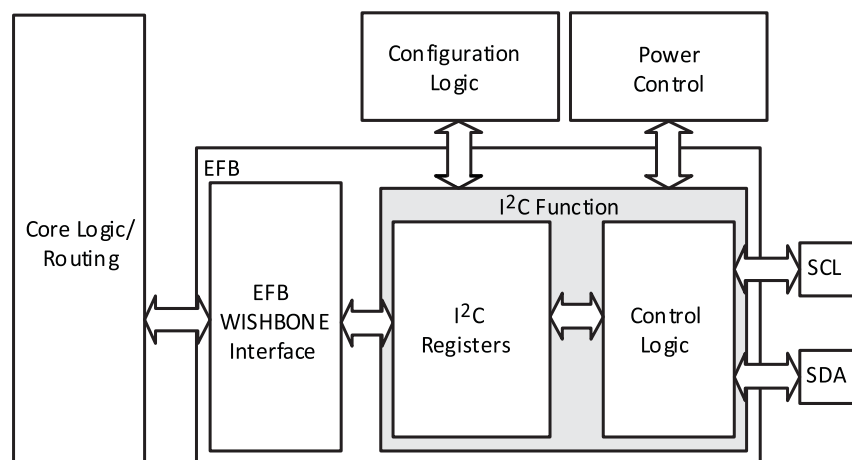 Configuration
Logic
Power
Control
EFB
I²C Function
Core Logic/
Routing
EFB
WISHBONE
Interface
I²C
Registers
Control
Logic
SCL
SDA